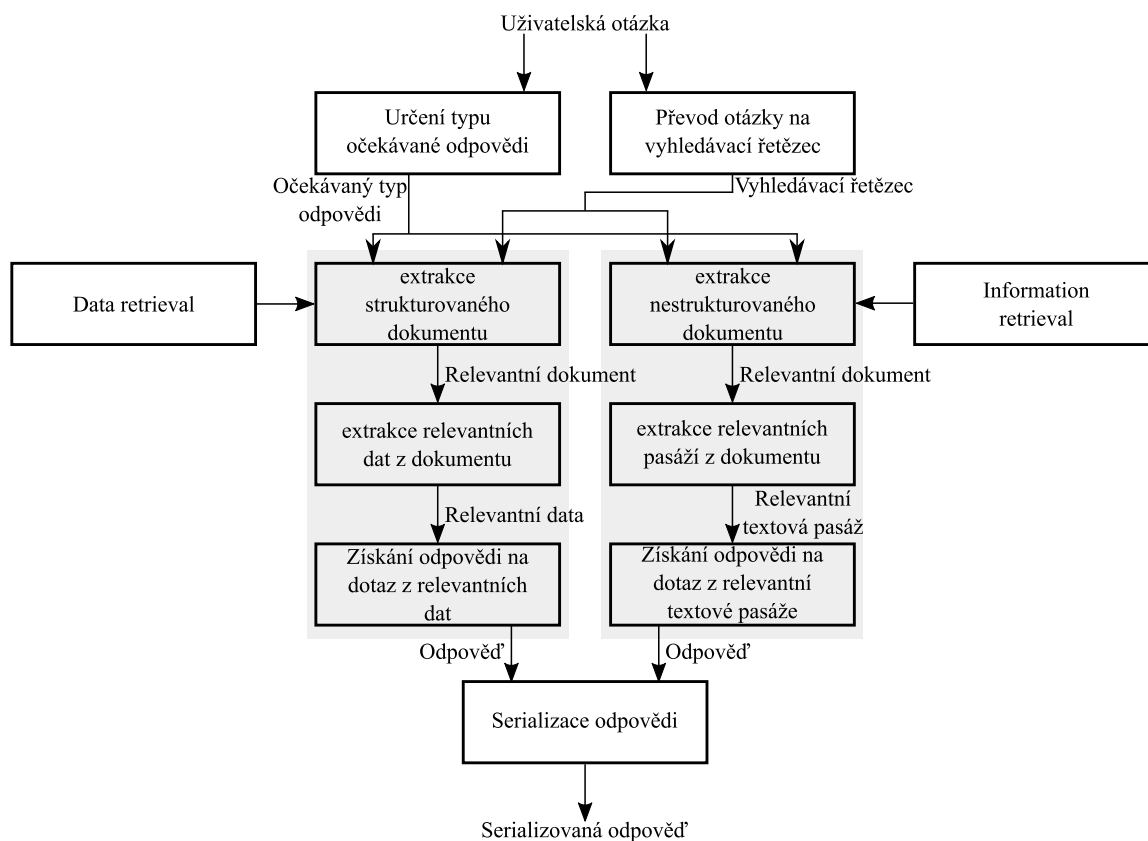 Uživatelská otázka
Určení typu
očekávané odpovědi
Převod otázky na
vyhledávací řetězec
Očekávaný typ
odpovědi
Vyhledávací řetězec
Data retrieval
extrakce
strukturovaného
dokumentu
extrakce
nestrukturovaného
dokumentu
Information
retrieval
Relevantní dokument
Relevantní dokument
extrakce relevantních
dat z dokumentu
extrakce relevantních
pasáží z dokumentu
Relevantní data
Relevantní
textová pasáž
Získání odpovědi na
dotaz z relevantních
dat
Získání odpovědi na
dotaz z relevantní
textové pasáže
Odpověď
Odpověď
Serializace odpovědi
Serializovaná odpověď